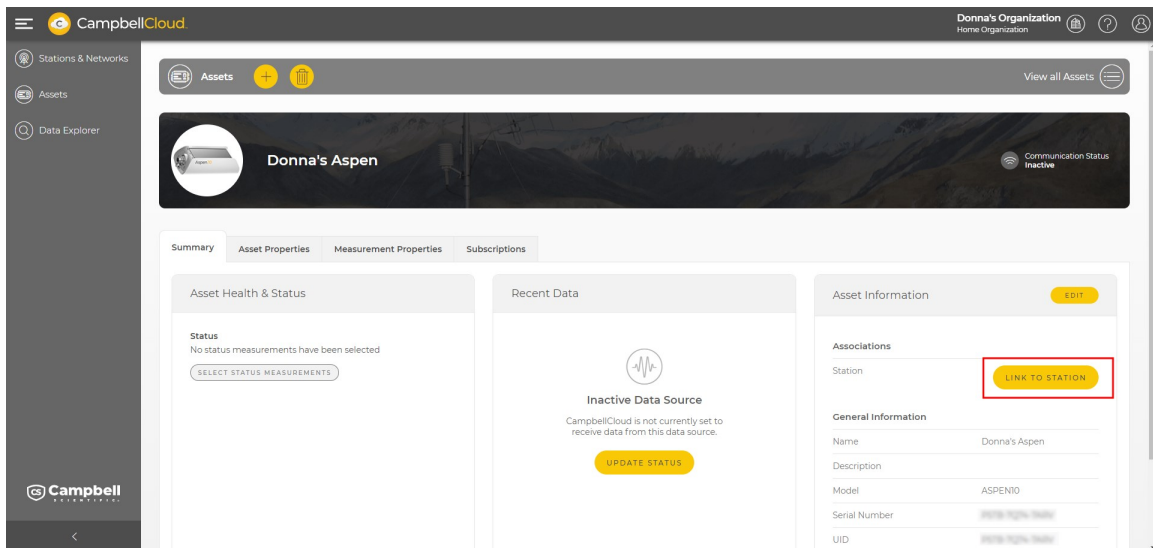 CampbellCloud.
Donna's Organization
Home Organization
Stations & Networks
Assets
Data Explorer
Assets
View all Assets
Donna's Aspen
Communication Status
Inactive
Summary
Asset Properties
Measurement Properties
Subscriptions
Asset Health & Status
Status
No status measurements have been selected
SELECT STATUS MEASUREMENTS
Recent Data
Inactive Data Source
CampbellCloud is not currently set to
receive data from this data source.
UPDATE STATUS
Asset Information
EDIT
Associations
Station
LINK TO STATION
General Information
Name
Donna's Aspen
Description
Model
ASPEN10
Serial Number
UID
CS Campbell
SCIENTIFIC